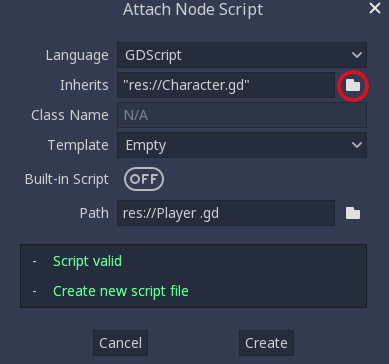 Attach Node Script
Language GDScript
Inherits "res://Character.gd"
Class Name N/A
Template Empty
Built-in Script OFF
Path res://Player .gd
- Script valid
- Create new script file
Cancel Create